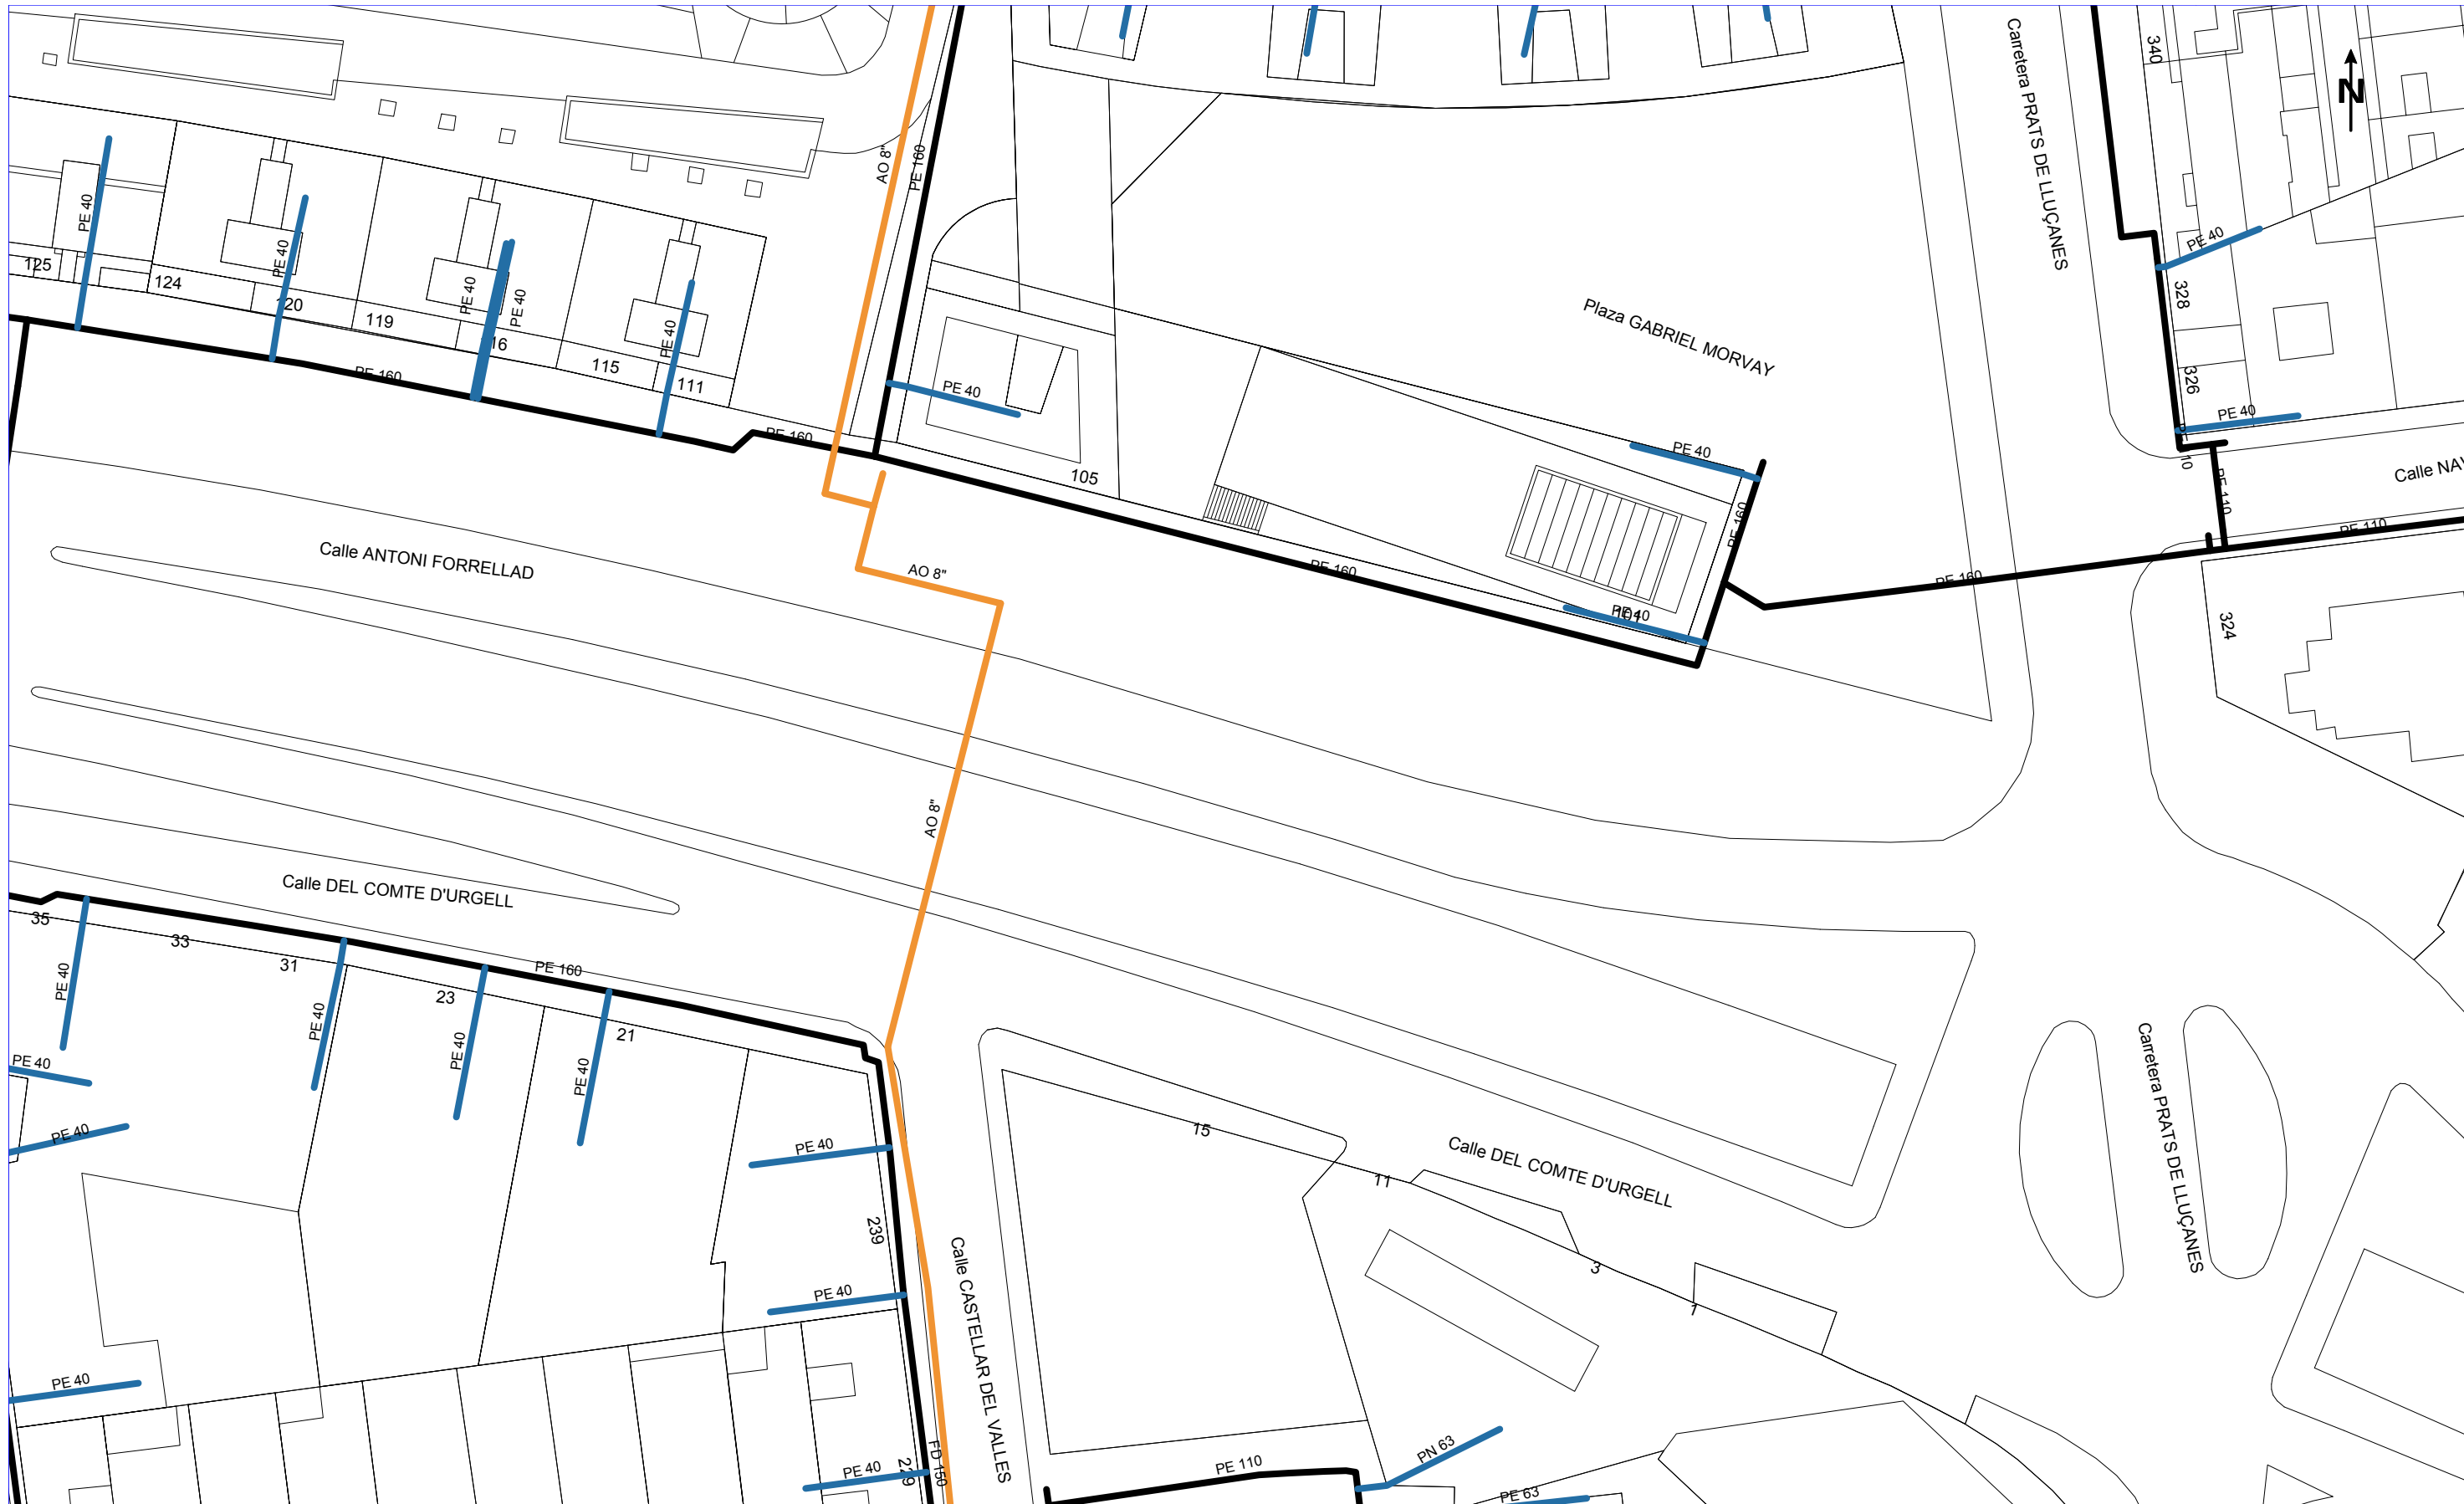 340
Carretera PRATS DE LLUÇANES
N
AO 8"
PE 160
PE 40
PE 40
PE 40
PE 40
PE 40
PE 40
PE 40
125
124
120
119
116
115
111
328
326
PE 40
PE 40
PE 160
PE 160
105
Plaza GABRIEL MORVAY
PE 40
PE 160
PE 110
PE 110
Calle NAV
PE 160
PE 160
PE 40
101
324
Calle ANTONI FORRELLAD
AO 8"
AO 8"
Calle DEL COMTE D'URGELL
35
33
31
23
21
PE 160
PE 40
PE 40
PE 40
PE 40
PE 40
PE 40
PE 40
15
11
Calle DEL COMTE D'URGELL
3
1
239
PE 40
Calle CASTELLAR DEL VALLES
Carretera PRATS DE LLUÇANES
PE 40
PE 40
229
FD 150
PE 110
PN 63
PE 63